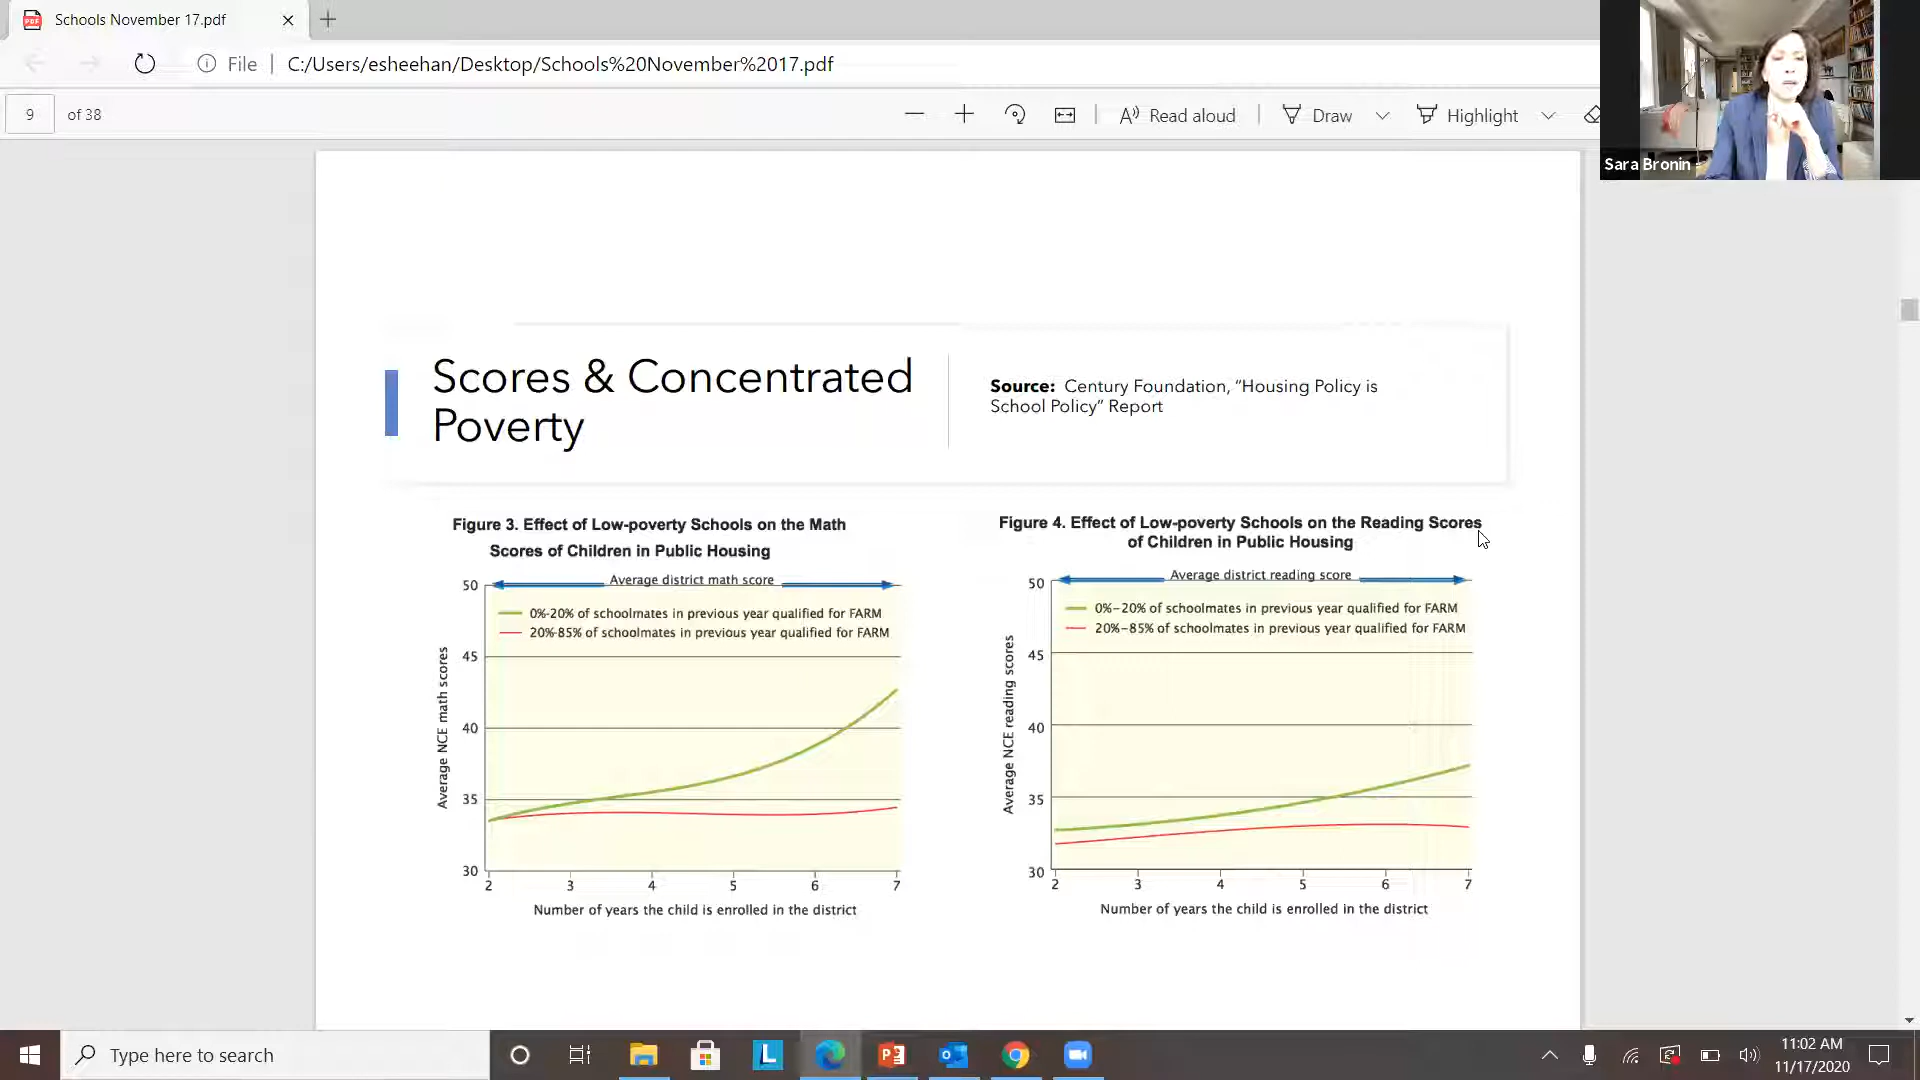 Schools November 17.pdf
File
C:/Users/esheehan/Desktop/Schools%20November%2017.pdf
9 of 38
Read aloud
Draw
Highlight
Sara Bronin
Scores & Concentrated
Poverty
Source: Century Foundation, “Housing Policy is
School Policy” Report
Figure 3. Effect of Low-poverty Schools on the Math
Scores of Children in Public Housing
Average district math score
0%-20% of schoolmates in previous year qualified for FARM
20%-85% of schoolmates in previous year qualified for FARM
Average NCE math scores
50
45
40
35
30
2 3 4 5 6 7
Number of years the child is enrolled in the district
Figure 4. Effect of Low-poverty Schools on the Reading Scores
of Children in Public Housing
Average district reading score
0%–20% of schoolmates in previous year qualified for FARM
20%–85% of schoolmates in previous year qualified for FARM
Average NCE reading scores
50
45
40
35
30
2 3 4 5 6 7
Number of years the child is enrolled in the district
Type here to search
11:02 AM
11/17/2020